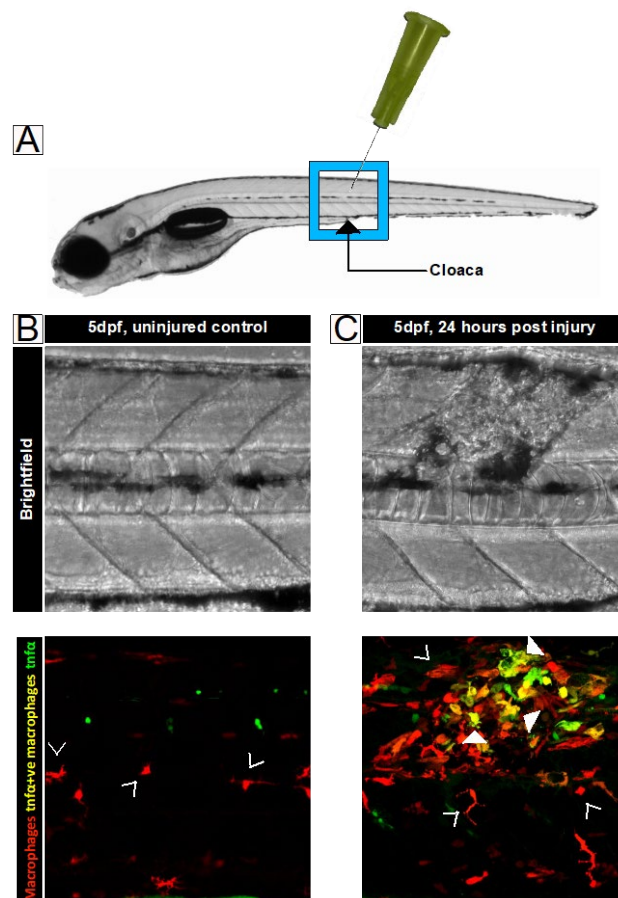 A
Cloaca
B
5dpf, uninjured control
C
5dpf, 24 hours post injury
Brightfield
Macrophages tnfα+ve macrophages tnfα